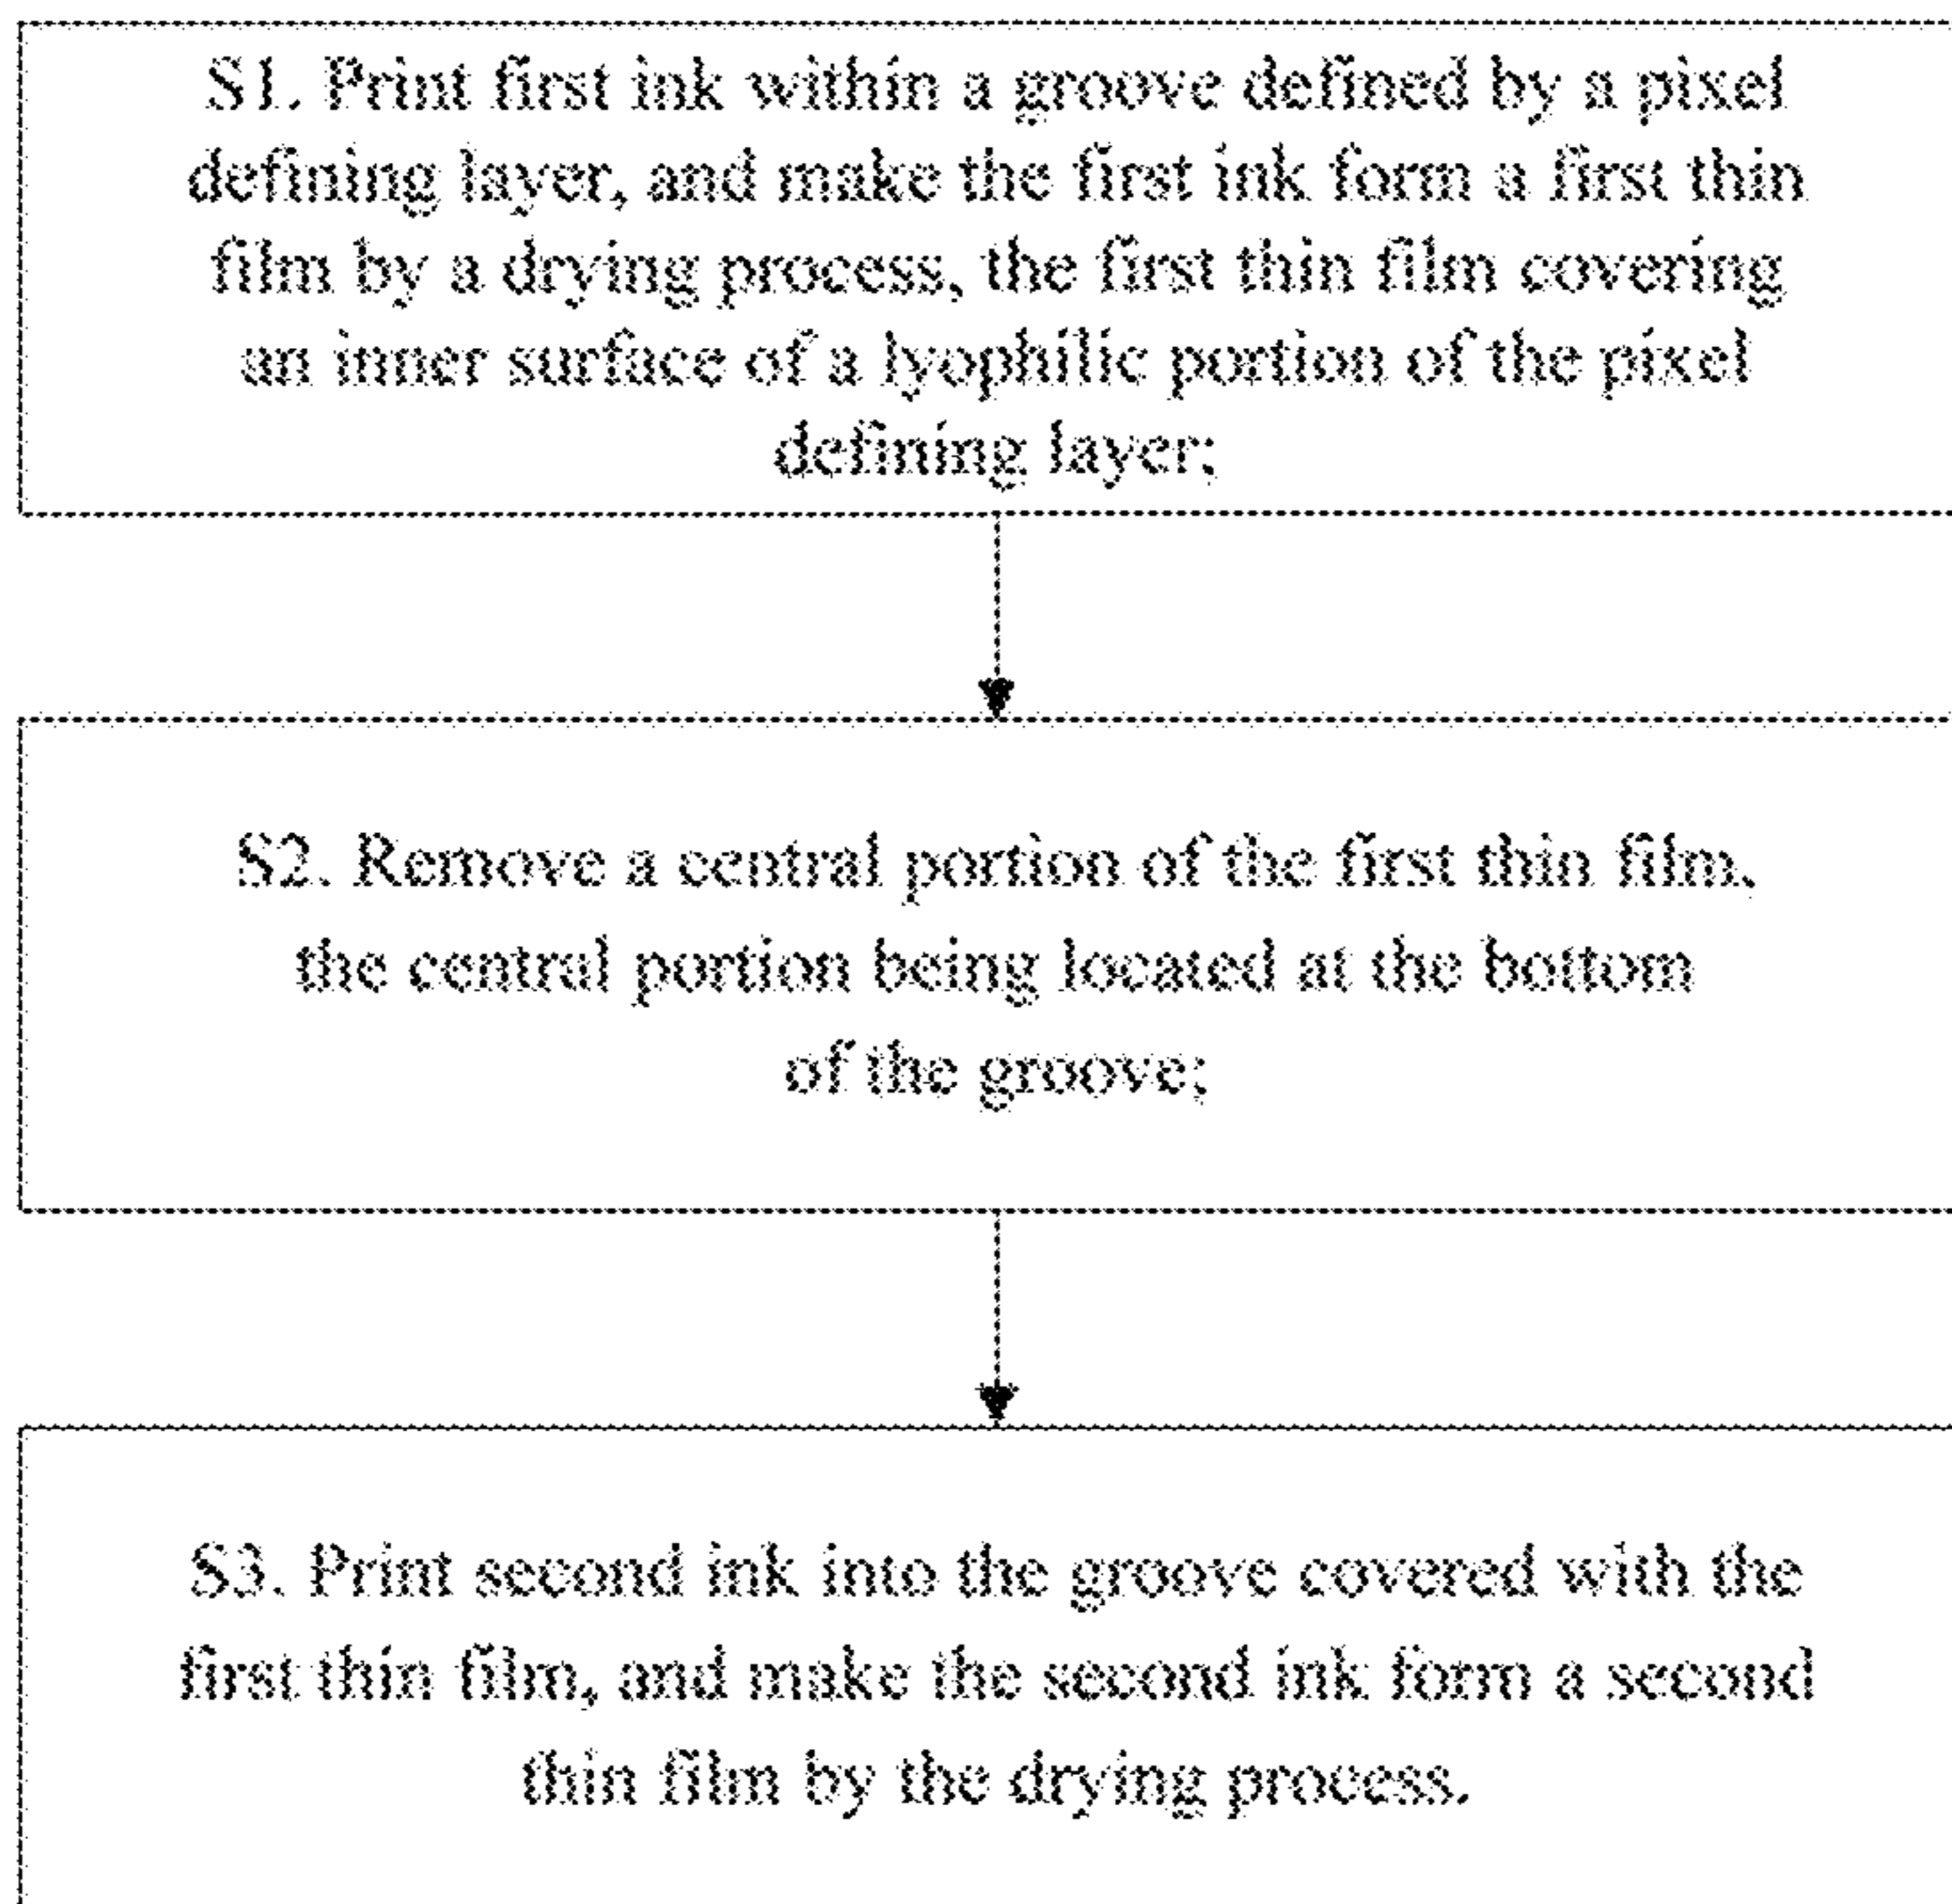 S1. Print first ink within a groove defined by a pixel
defining layer, and make the first ink form a first thin
film by a drying process, the first thin film covering
an inner surface of a lyophilic portion of the pixel
defining layer;
S2. Remove a central portion of the first thin film,
the central portion being located at the bottom
of the groove;
S3. Print second ink into the groove covered with the
first thin film, and make the second ink form a second
thin film by the drying process.